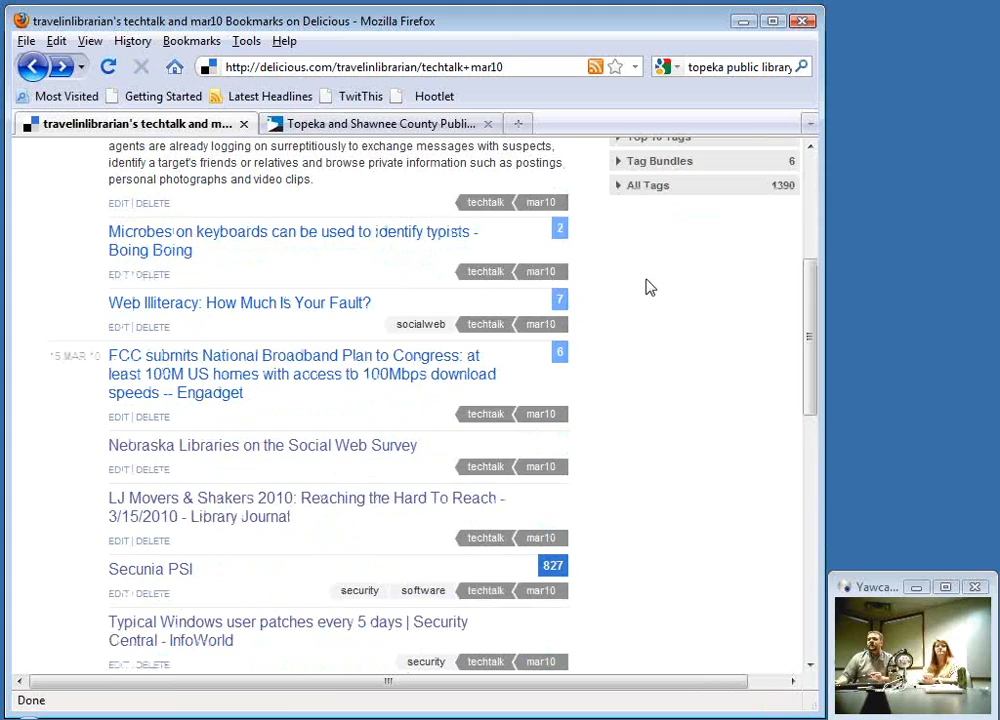 travelinlibrarian's techtalk and mar10 Bookmarks on Delicious - Mozilla Firefox
File Edit View History Bookmarks Tools Help
http://delicious.com/travelinlibrarian/techtalk+mar10
topeka public library
Most Visited Getting Started Latest Headlines TwitThis Hootlet
travelinlibrarian's techtalk and m...
Topeka and Shawnee County Publi...
Top 10 Tags
agents are already logging on surreptitiously to exchange messages with suspects,
identify a target's friends or relatives and browse private information such as postings,
personal photographs and video clips.
Tag Bundles 6
All Tags 1390
EDIT | DELETE
techtalk mar10
Microbes on keyboards can be used to identify typists -
Boing Boing
2
EDIT | DELETE
techtalk mar10
Web Illiteracy: How Much Is Your Fault?
7
EDIT | DELETE
socialweb techtalk mar10
15 MAR 10
FCC submits National Broadband Plan to Congress: at
least 100M US homes with access to 100Mbps download
speeds -- Engadget
6
EDIT | DELETE
techtalk mar10
Nebraska Libraries on the Social Web Survey
EDIT | DELETE
techtalk mar10
LJ Movers & Shakers 2010: Reaching the Hard To Reach -
3/15/2010 - Library Journal
EDIT | DELETE
techtalk mar10
Secunia PSI
827
EDIT | DELETE
security software techtalk mar10
Typical Windows user patches every 5 days | Security
Central - InfoWorld
EDIT | DELETE
security techtalk mar10
Done
Yawca...